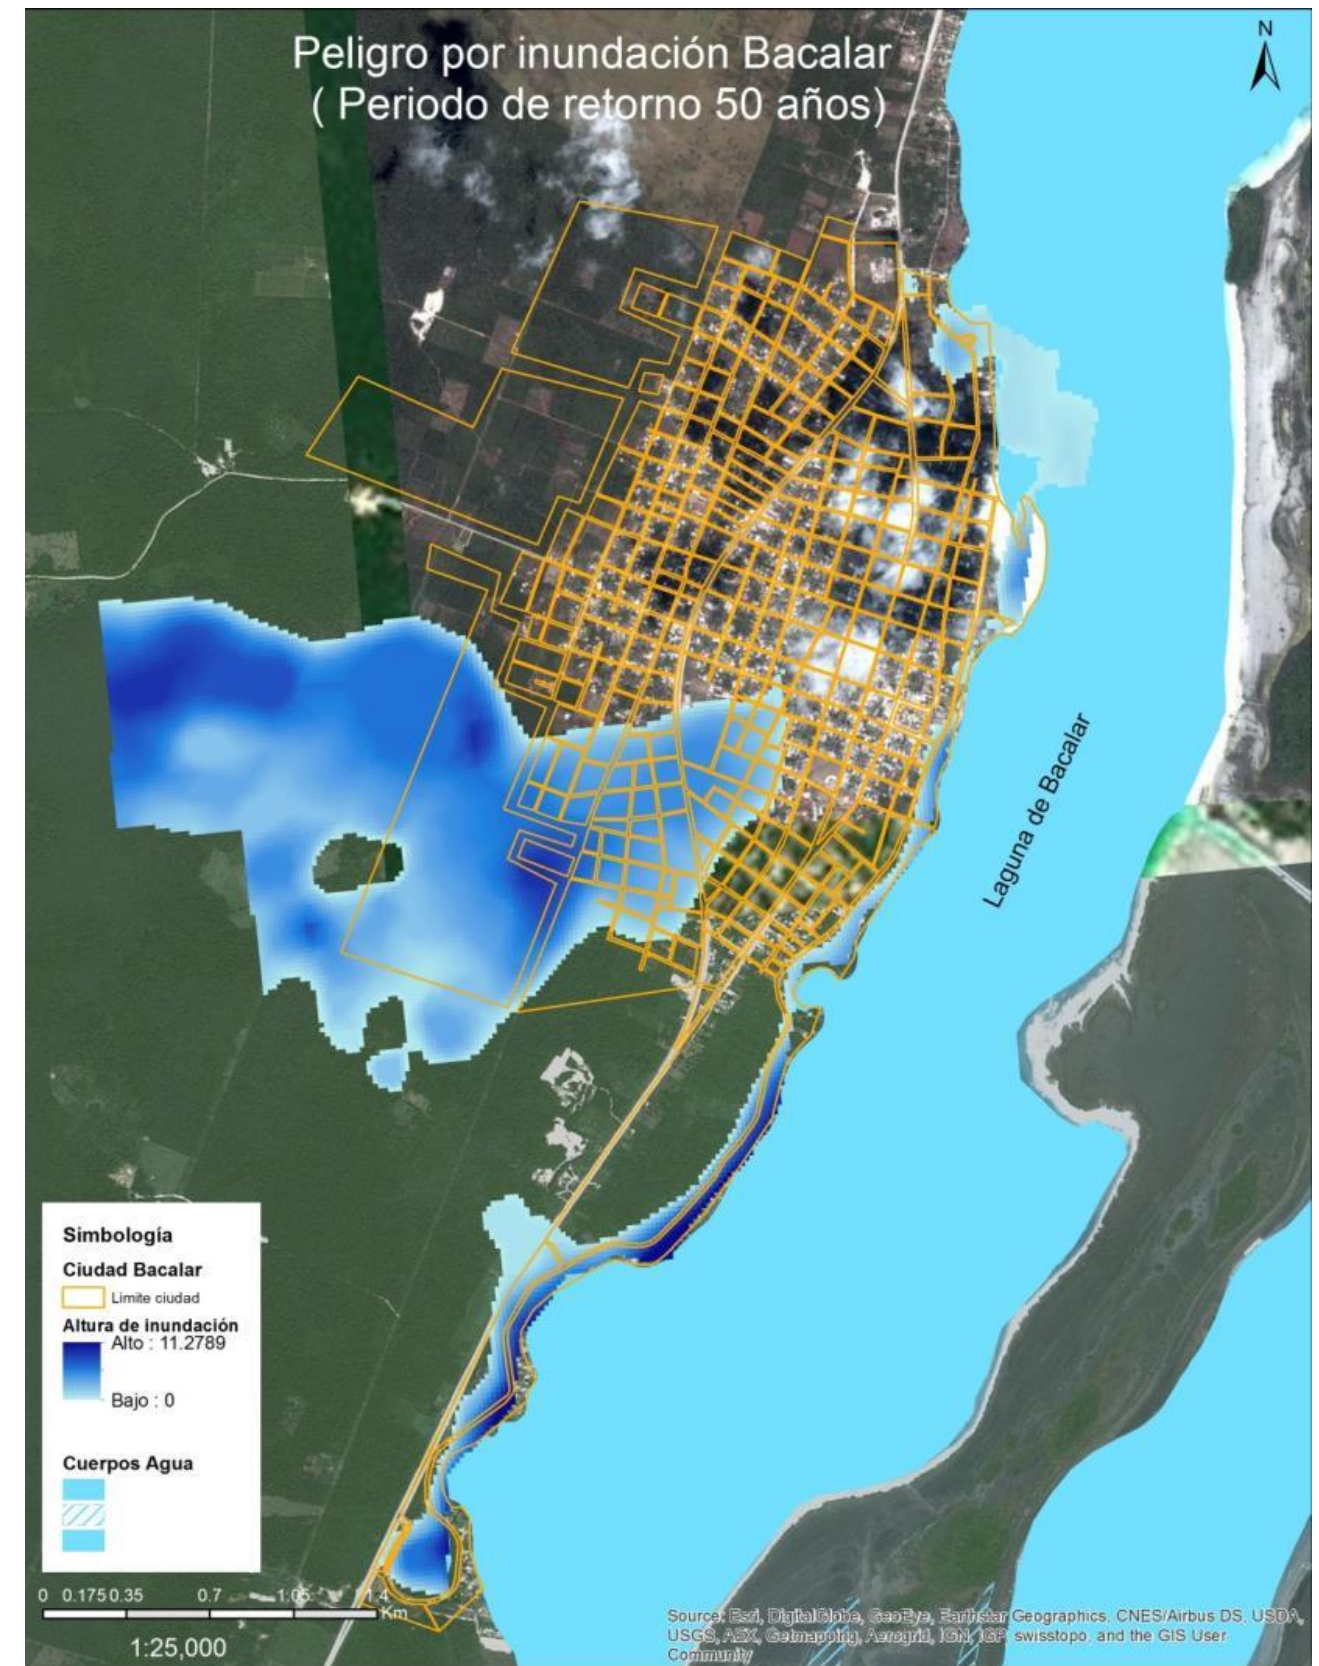 Peligro por inundación Bacalar
( Periodo de retorno 50 años)
N
Laguna de Bacalar
Simbología
Ciudad Bacalar
Limite ciudad
Altura de inundación
Alto : 11.2789
Bajo : 0
Cuerpos Agua
0 0.175 0.35 0.7 1.05 1.4
Km
1:25,000
Source: Esri, DigitalGlobe, GeoEye, Earthstar Geographics, CNES/Airbus DS, USDA,
USGS, AEX, Getmapping, Aerogrid, IGN, IGP, swisstopo, and the GIS User
Community